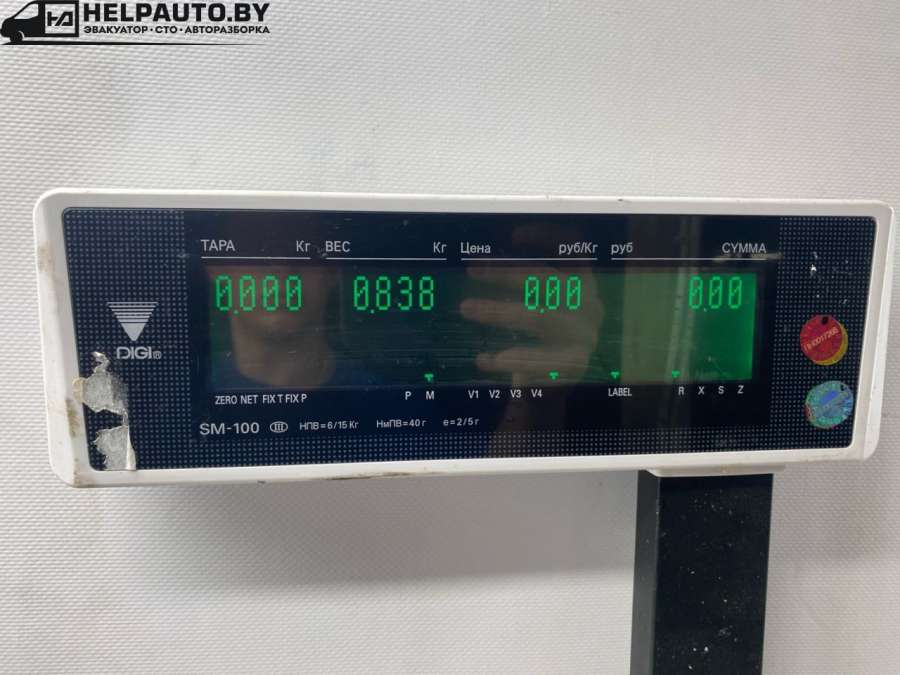 HELPAUTO.BY
ЭВАКУАТОР • СТО • АВТОРАЗБОРКА
ТАРА Кг ВЕС Кг Цена руб/Кг руб СУММА
0.000 0.838 0.00 0.00
DIGI®
ZERO NET FIX T FIX P P M V1 V2 V3 V4 LABEL R X S Z
SM-100 III НПВ=6/15 Кг НмПВ=40 г e=2/5 г